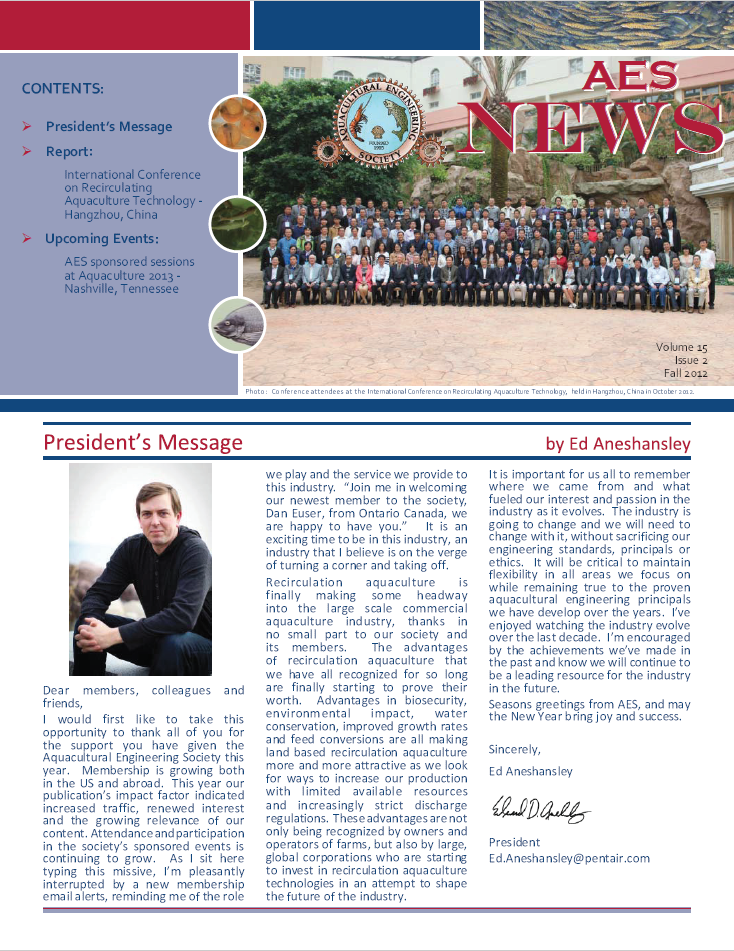 CONTENTS:
President's Message
Report:
International Conference
on Recirculating
Aquaculture Technology -
Hangzhou, China
Upcoming Events:
AES sponsored sessions
at Aquaculture 2013 -
Nashville, Tennessee
AQUACULTURAL ENGINEERING
FOUNDED
1993
SOCIETY
AES
NEWS
Volume 15
Issue 2
Fall 2012
Photo: Conference attendees at the International Conference on Recirculating Aquaculture Technology, held in Hangzhou, China in October 2012.
President's Message
by Ed Aneshansley
Dear members, colleagues and
friends,
I would first like to take this
opportunity to thank all of you for
the support you have given the
Aquacultural Engineering Society this
year. Membership is growing both
in the US and abroad. This year our
publication's impact factor indicated
increased traffic, renewed interest
and the growing relevance of our
content. Attendance and participation
in the society's sponsored events is
continuing to grow. As I sit here
typing this missive, I'm pleasantly
interrupted by a new membership
email alerts, reminding me of the role
we play and the service we provide to
this industry. "Join me in welcoming
our newest member to the society,
Dan Euser, from Ontario Canada, we
are happy to have you." It is an
exciting time to be in this industry, an
industry that I believe is on the verge
of turning a corner and taking off.
Recirculation aquaculture is
finally making some headway
into the large scale commercial
aquaculture industry, thanks in
no small part to our society and
its members. The advantages
of recirculation aquaculture that
we have all recognized for so long
are finally starting to prove their
worth. Advantages in biosecurity,
environmental impact, water
conservation, improved growth rates
and feed conversions are all making
land based recirculation aquaculture
more and more attractive as we look
for ways to increase our production
with limited available resources
and increasingly strict discharge
regulations. These advantages are not
only being recognized by owners and
operators of farms, but also by large,
global corporations who are starting
to invest in recirculation aquaculture
technologies in an attempt to shape
the future of the industry.
It is important for us all to remember
where we came from and what
fueled our interest and passion in the
industry as it evolves. The industry is
going to change and we will need to
change with it, without sacrificing our
engineering standards, principals or
ethics. It will be critical to maintain
flexibility in all areas we focus on
while remaining true to the proven
aquacultural engineering principals
we have develop over the years. I've
enjoyed watching the industry evolve
over the last decade. I'm encouraged
by the achievements we've made in
the past and know we will continue to
be a leading resource for the industry
in the future.
Seasons greetings from AES, and may
the New Year bring joy and success.
Sincerely,
Ed Aneshansley
President
Ed.Aneshansley@pentair.com